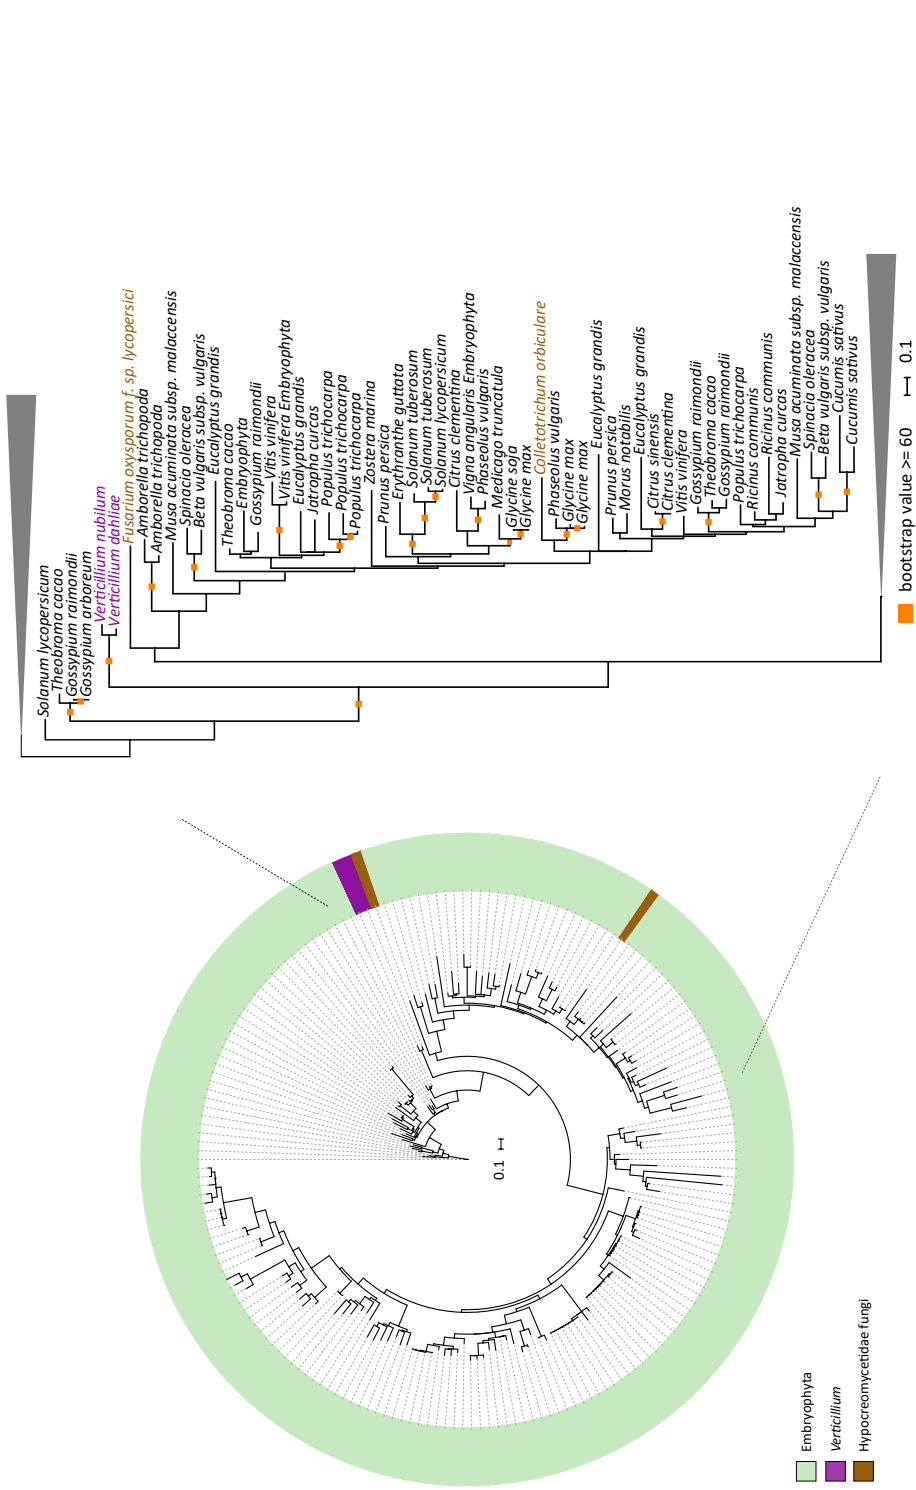 Solanum lycopersicum
Theobroma cacao
Gossypium raimondii
Gossypium arboreum
Verticillium nubilum
Verticillium dahliae
Fusarium oxysporum f. sp. lycopersici
Amborella trichopoda
Amborella trichopoda
Musa acuminata subsp. malaccensis
Spinacia oleracea
Beta vulgaris subsp. vulgaris
Eucalyptus grandis
Theobroma cacao
Embryophyta
Gossypium raimondii
Vitis vinifera
Vitis vinifera Embryophyta
Eucalyptus grandis
Jatropha curcas
Populus trichocarpa
Populus trichocarpa
Populus trichocarpa
Zostera marina
Prunus persica
Erythranthe guttata
Solanum tuberosum
Solanum tuberosum
Solanum lycopersicum
Citrus clementina
Vigna angularis Embryophyta
Phaseolus vulgaris
Medicago truncatula
Glycine soja
Glycine max
Colletotrichum orbiculare
Phaseolus vulgaris
Glycine max
Glycine max
Eucalyptus grandis
Prunus persica
Morus notabilis
Eucalyptus grandis
Citrus sinensis
Citrus clementina
Vitis vinifera
Gossypium raimondii
Theobroma cacao
Gossypium raimondii
Populus trichocarpa
Ricinus communis
Ricinus communis
Jatropha curcas
Musa acuminata subsp. malaccensis
Spinacia oleracea
Beta vulgaris subsp. vulgaris
Cucumis sativus
Cucumis sativus
bootstrap value >= 60 0.1
0.1
Embryophyta
Verticillium
Hypocreomycetidae fungi